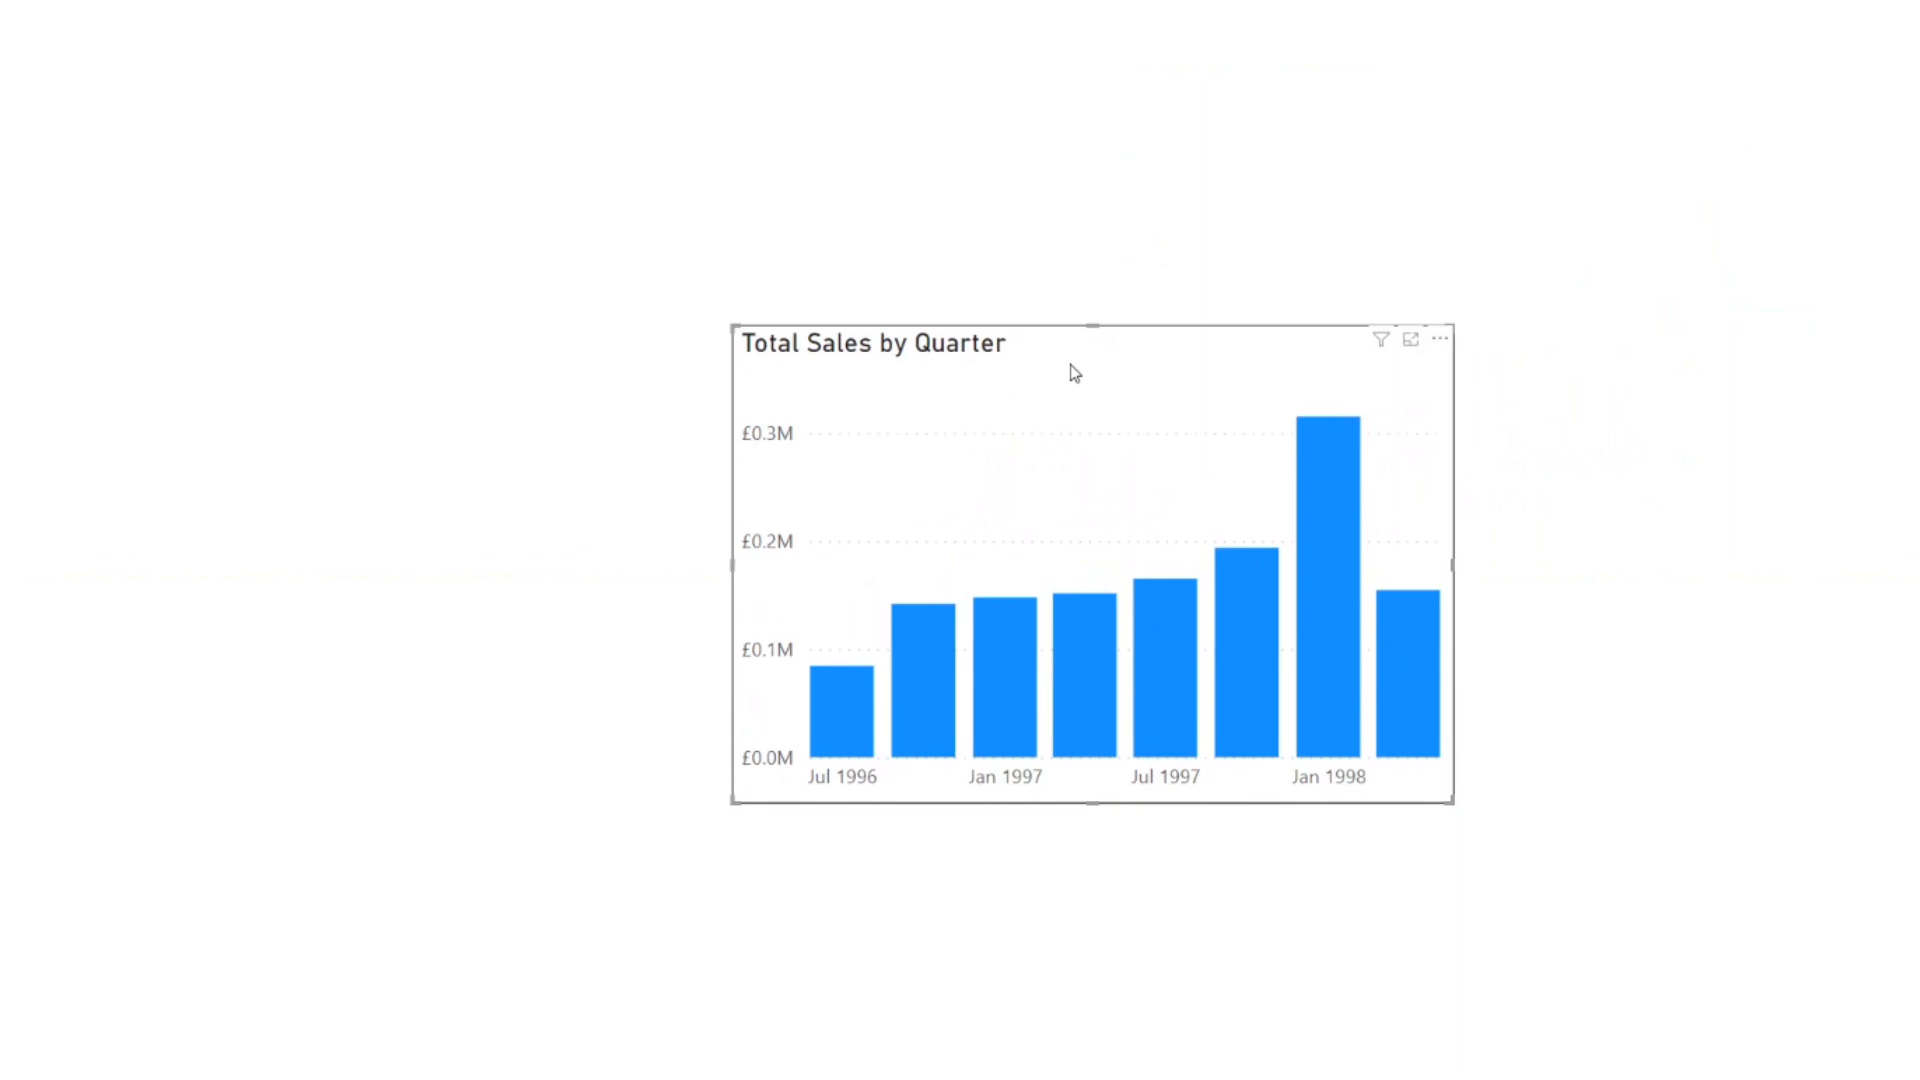 Total Sales by Quarter
£0.3M
£0.2M
£0.1M
£0.0M
Jul 1996 Jan 1997 Jul 1997 Jan 1998